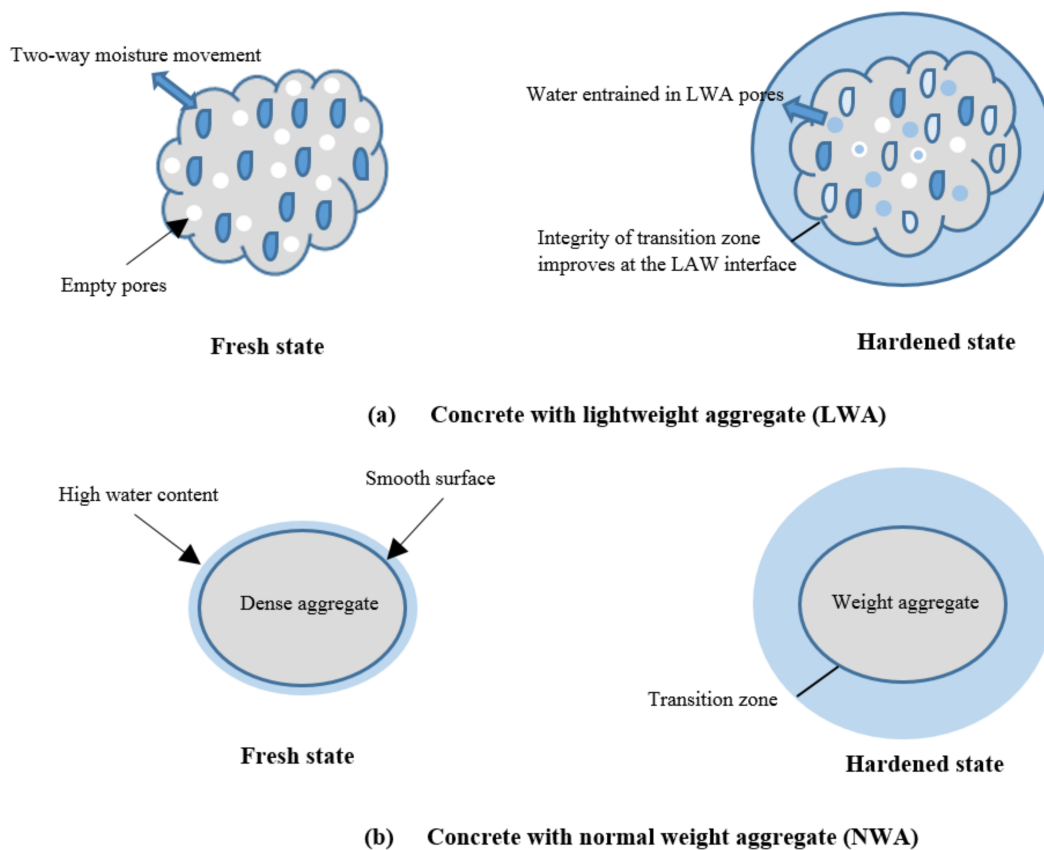 Two-way moisture movement
Empty pores
Fresh state
Water entrained in LWA pores
Integrity of transition zone
improves at the LAW interface
Hardened state
(a) Concrete with lightweight aggregate (LWA)
High water content
Smooth surface
Dense aggregate
Fresh state
Weight aggregate
Transition zone
Hardened state
(b) Concrete with normal weight aggregate (NWA)